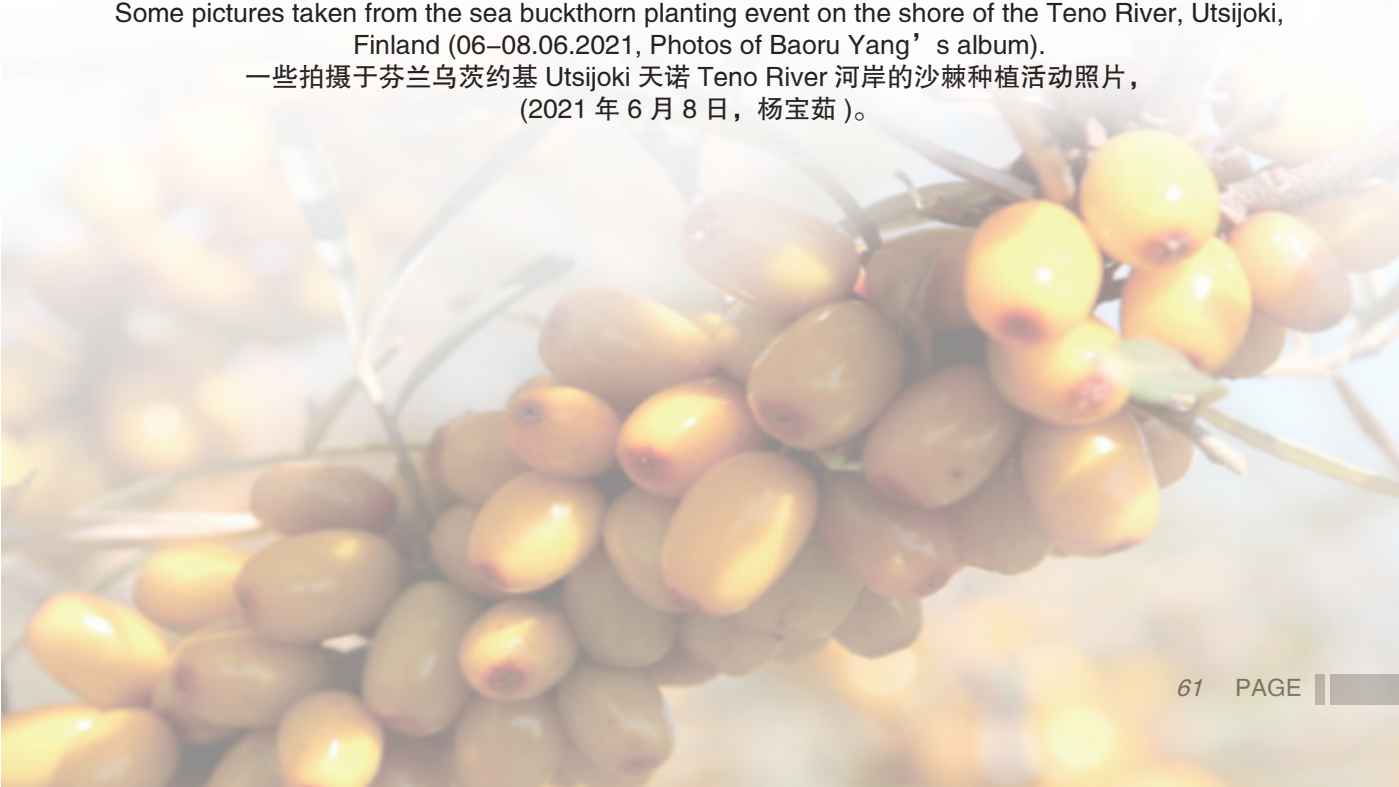 Some pictures taken from the sea buckthorn planting event on the shore of the Teno River, Utsijoki,
Finland (06–08.06.2021, Photos of Baoru Yang’s album).
一些拍摄于芬兰乌茨约基 Utsijoki 天诺 Teno River 河岸的沙棘种植活动照片，
(2021 年 6 月 8 日，杨宝茹 )。
61 PAGE